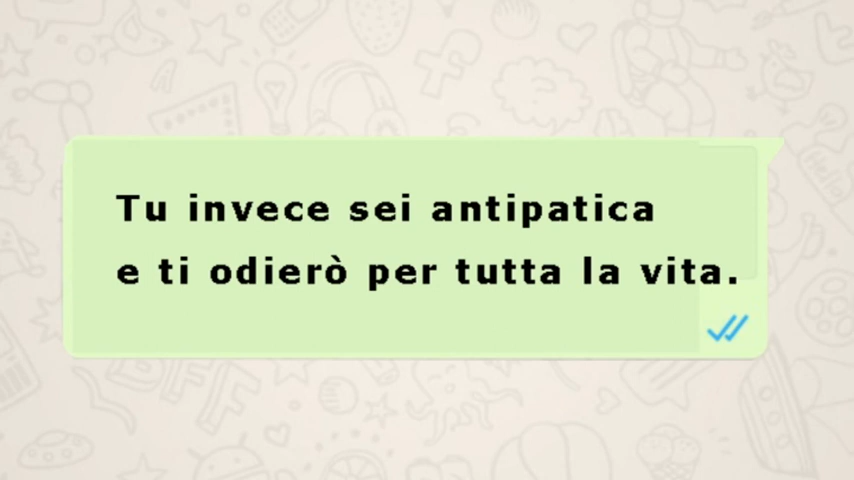 Tu invece sei antipatica
e ti odierò per tutta la vita.